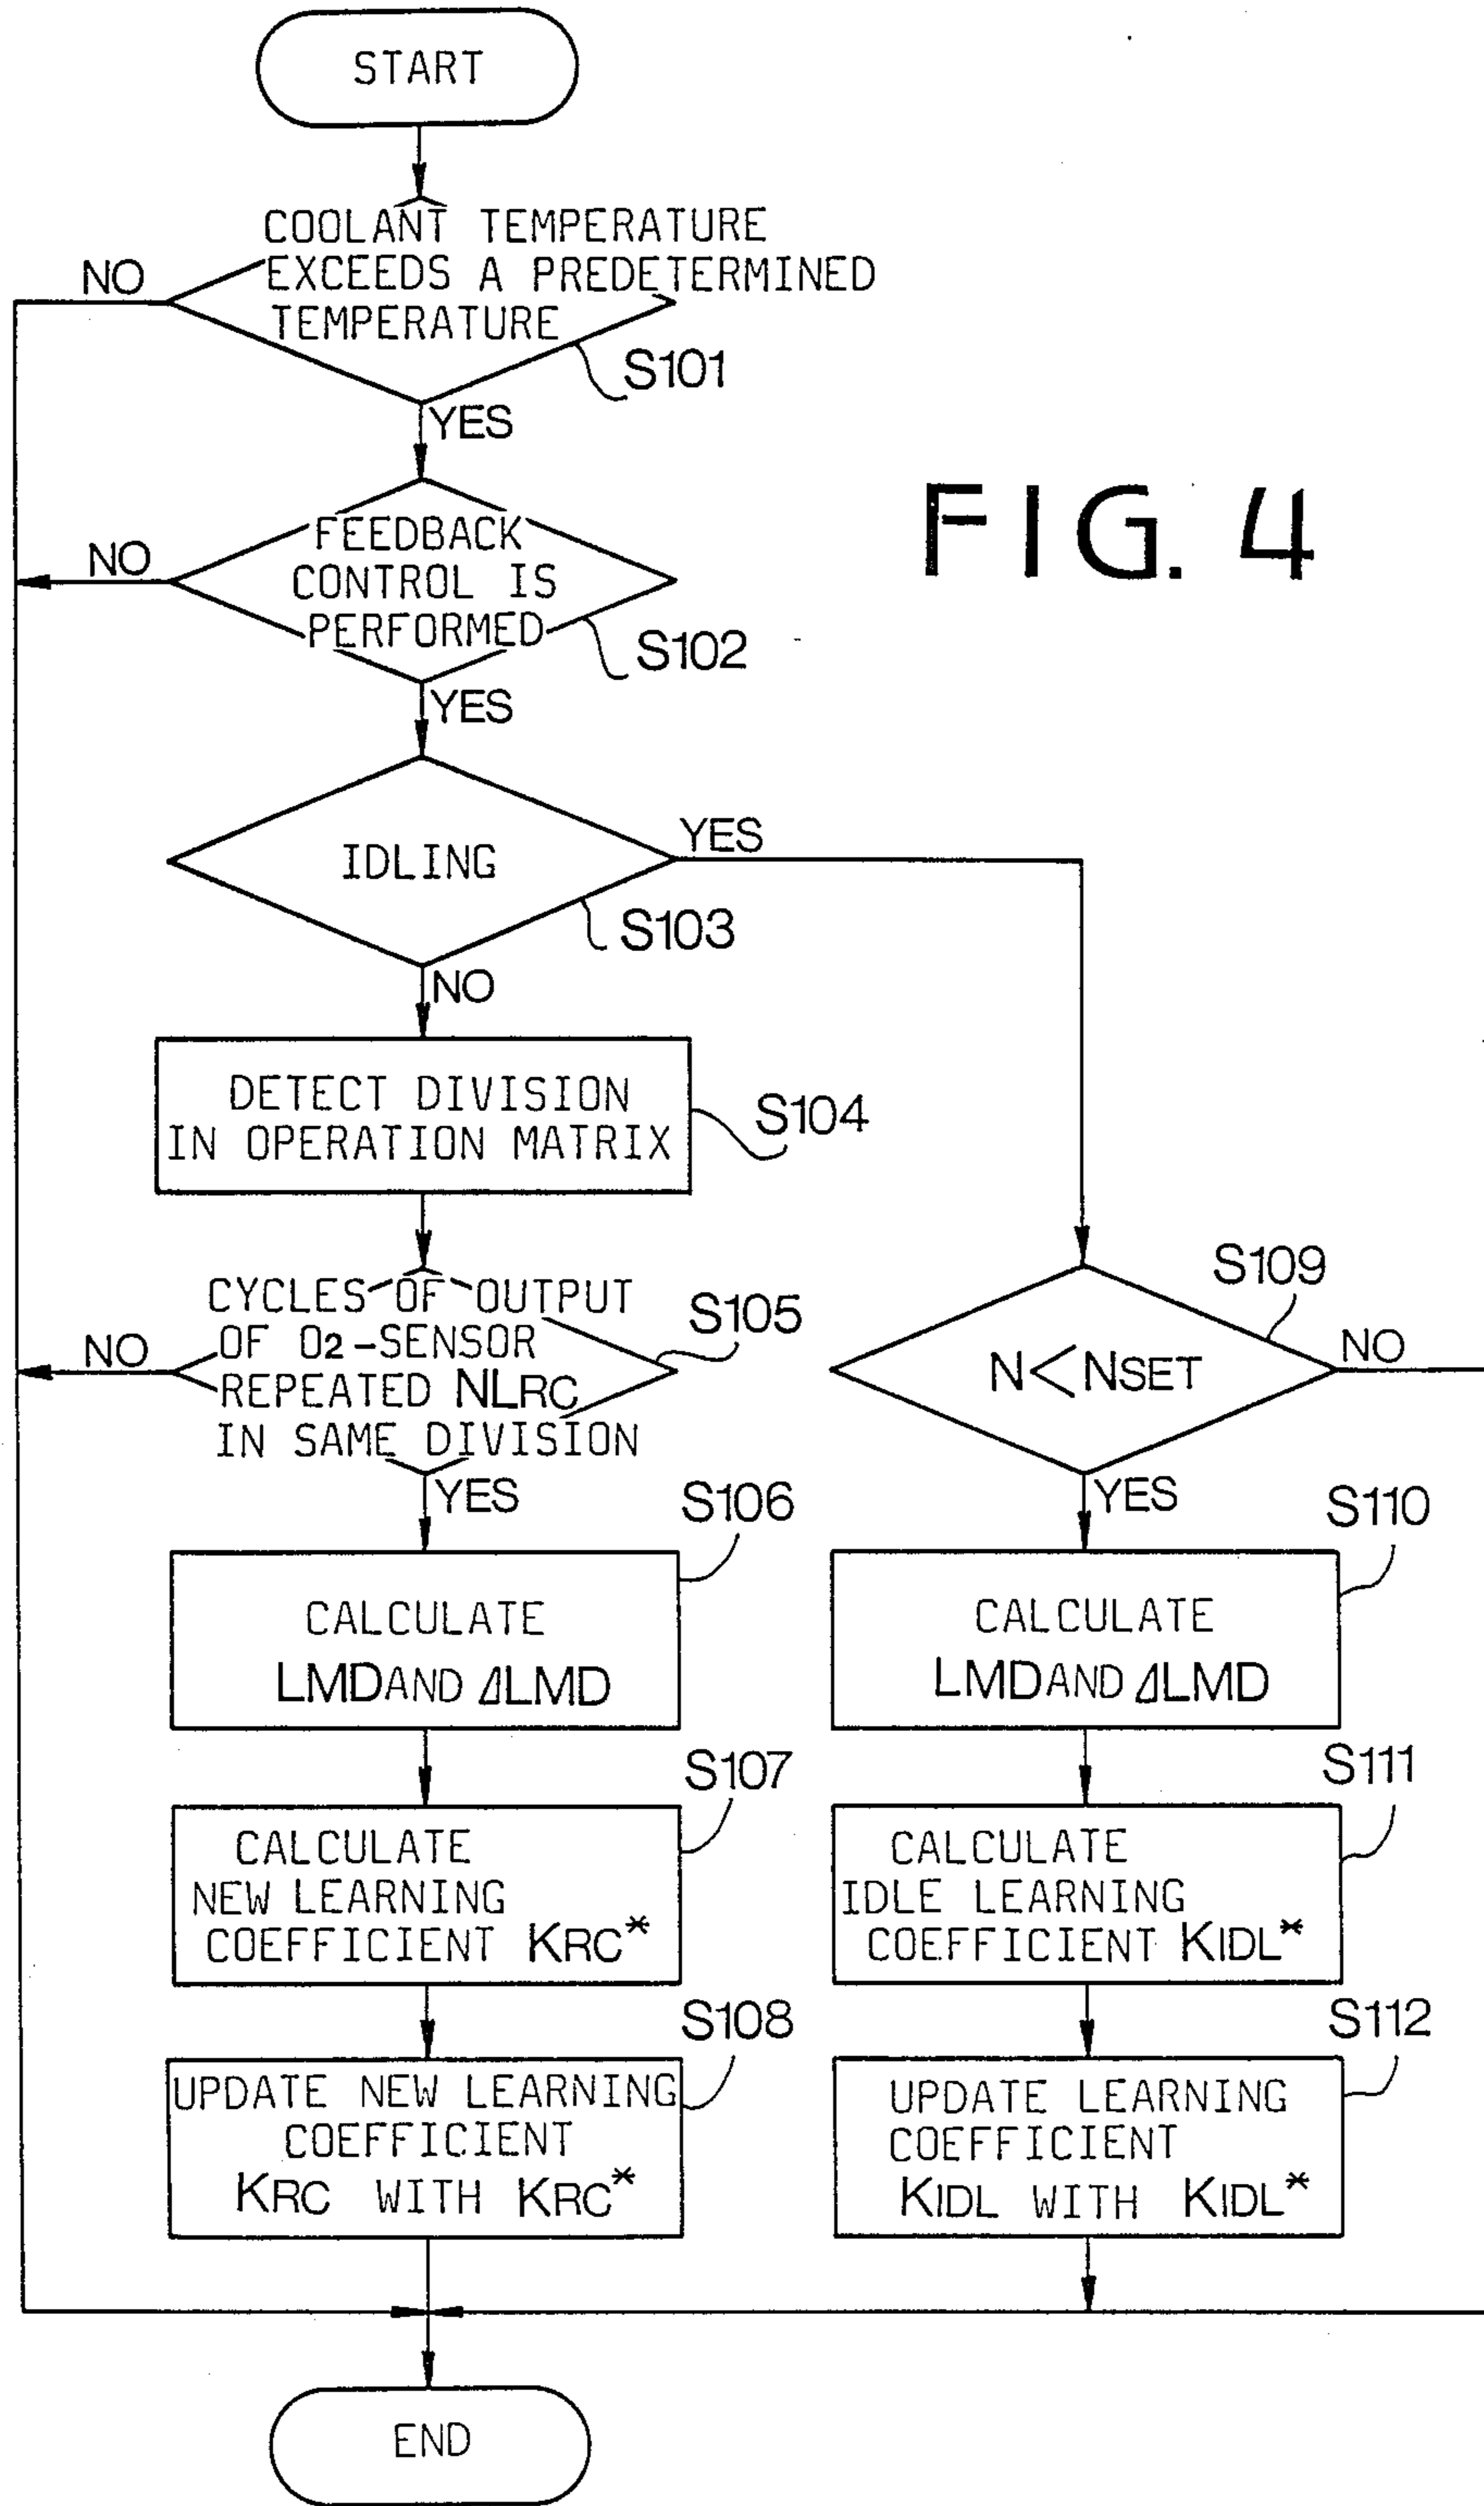 START
COOLANT TEMPERATURE
EXCEEDS A PREDETERMINED
TEMPERATURE
NO
S101
YES
FIG. 4
FEEDBACK
CONTROL IS
PERFORMED
NO
S102
YES
IDLING
YES
S103
NO
DETECT DIVISION
IN OPERATION MATRIX
S104
CYCLES OF OUTPUT
OF O2-SENSOR
REPEATED NLRC
IN SAME DIVISION
NO
S105
YES
S109
N<NSET
NO
YES
S106
CALCULATE
LMD AND ΔLMD
S110
CALCULATE
LMD AND ΔLMD
S107
CALCULATE
NEW LEARNING
COEFFICIENT KRC*
S111
CALCULATE
IDLE LEARNING
COEFFICIENT KIDL*
S108
UPDATE NEW LEARNING
COEFFICIENT
KRC WITH KRC*
S112
UPDATE LEARNING
COEFFICIENT
KIDL WITH KIDL*
END